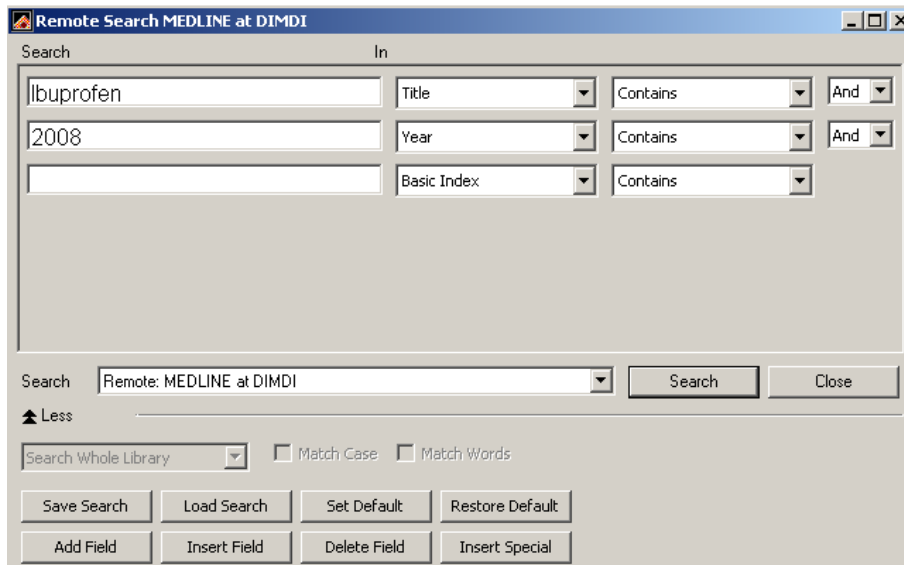 Remote Search MEDLINE at DIMDI
Search In
Ibuprofen Title Contains And
2008 Year Contains And
Basic Index Contains
Search Remote: MEDLINE at DIMDI Search Close
Less
Search Whole Library Match Case Match Words
Save Search Load Search Set Default Restore Default
Add Field Insert Field Delete Field Insert Special